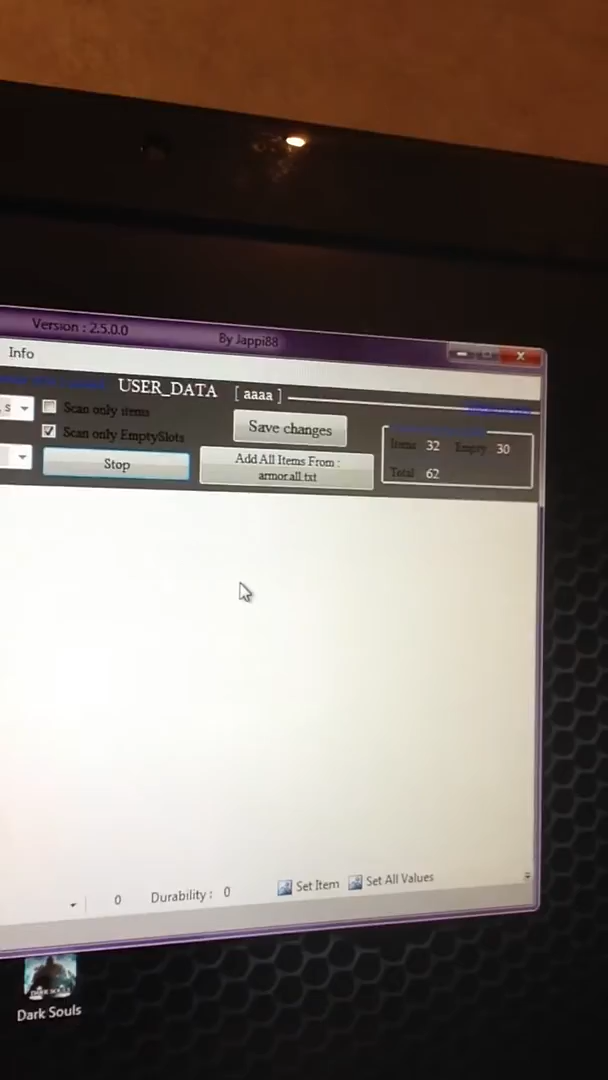 Version : 2.5.0.0 By Jappi88
Info
USER_DATA [ aaaa ]
s Scan only items
Scan only EmptySlots
Save changes
Items 32 Empty 30
Total 62
Stop
Add All Items From :
armor.all.txt
0 Durability : 0 Set Item Set All Values
DARK SOULS
Dark Souls